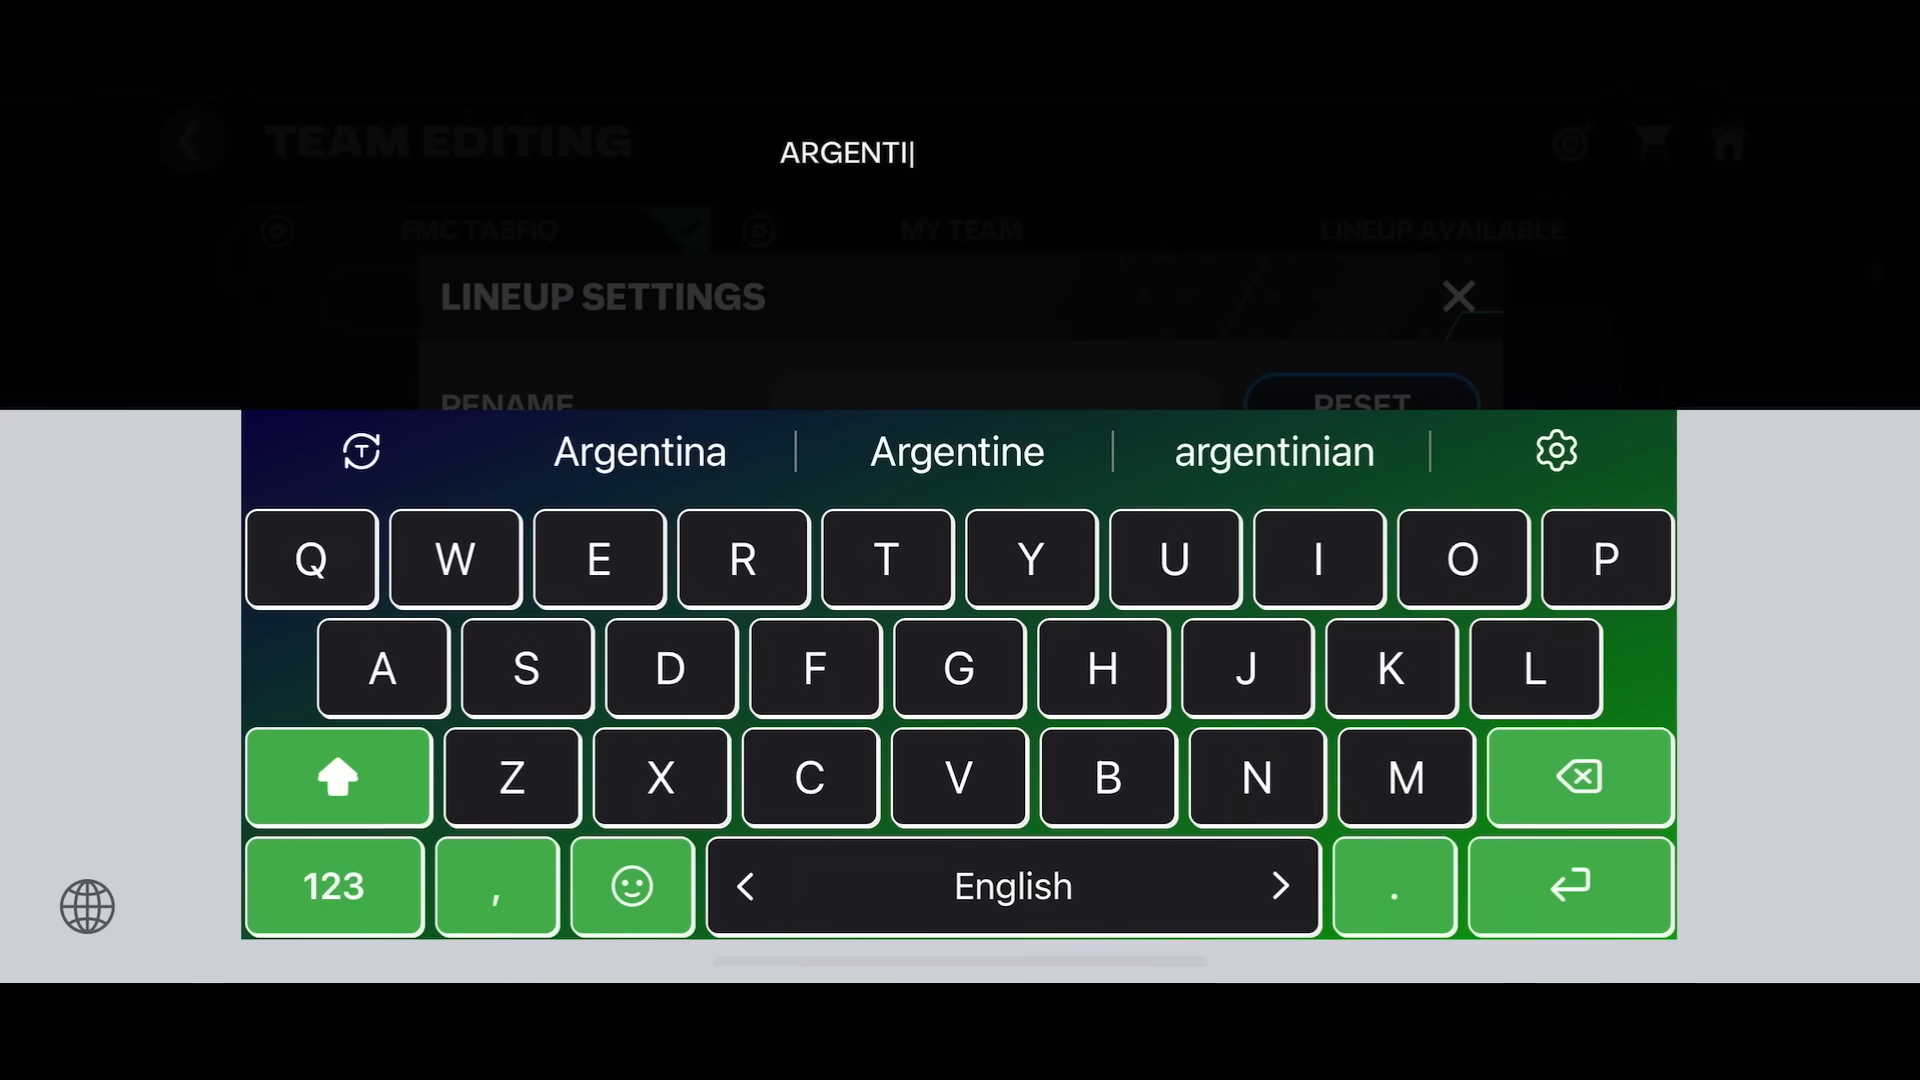 TEAM EDITING
ARGENTI
FMC TASFIQ
MY TEAM
LINEUP AVAILABLE
LINEUP SETTINGS
RENAME
RESET
Argentina
Argentine
argentinian
Q W E R T Y U I O P
A S D F G H J K L
Z X C V B N M
123 , English .